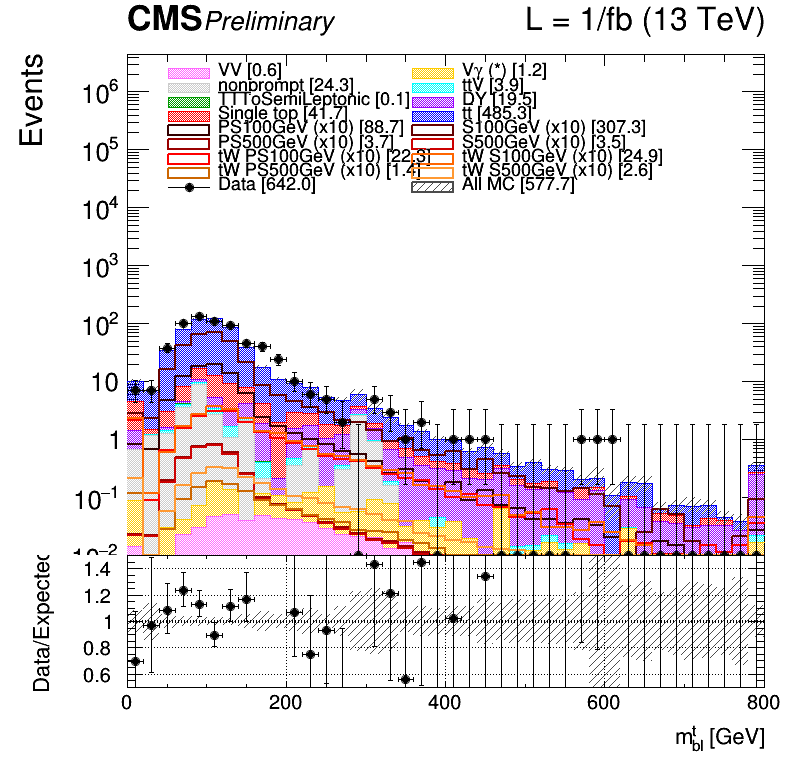 CMS Preliminary L = 1/fb (13 TeV)
Events
VV [0.6] Vγ (*) [1.2]
nonprompt [24.3] ttV [3.9]
TTToSemiLeptonic [0.1] DY [19.5]
Single top [41.7] tt [485.3]
PS100GeV (x10) [88.7] S100GeV (x10) [307.3]
PS500GeV (x10) [3.7] S500GeV (x10) [3.5]
tW PS100GeV (x10) [22.3] tW S100GeV (x10) [24.9]
tW PS500GeV (x10) [1.4] tW S500GeV (x10) [2.6]
Data [642.0] All MC [577.7]
10⁶
10⁵
10⁴
10³
10²
10
1
10⁻¹
10⁻²
Data/Expected
1.4
1.2
1
0.8
0.6
0 200 400 600 800
m^t_bl [GeV]